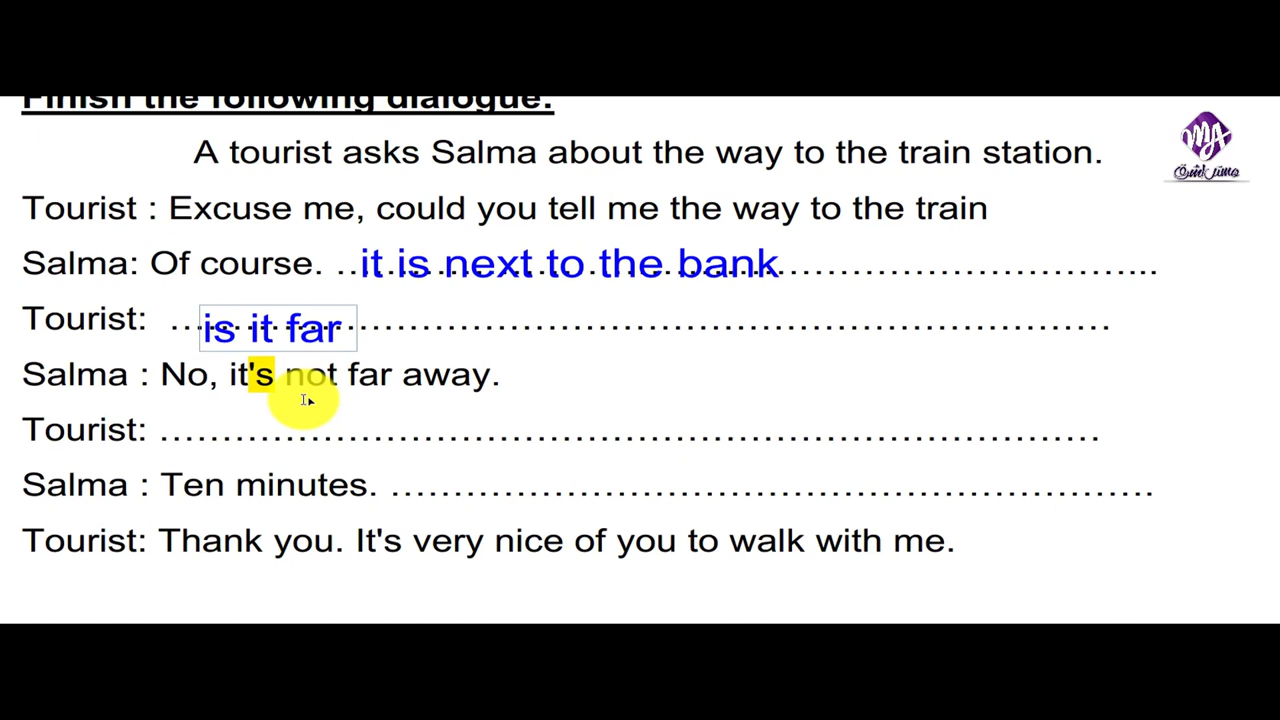 Finish the following dialogue:
A tourist asks Salma about the way to the train station.
Tourist : Excuse me, could you tell me the way to the train
Salma: Of course. ..it is next to the bank.............................
Tourist: ..is it far............................................................
Salma : No, it's not far away.
Tourist: ..................................................................
Salma : Ten minutes. ......................................................
Tourist: Thank you. It's very nice of you to walk with me.
MA